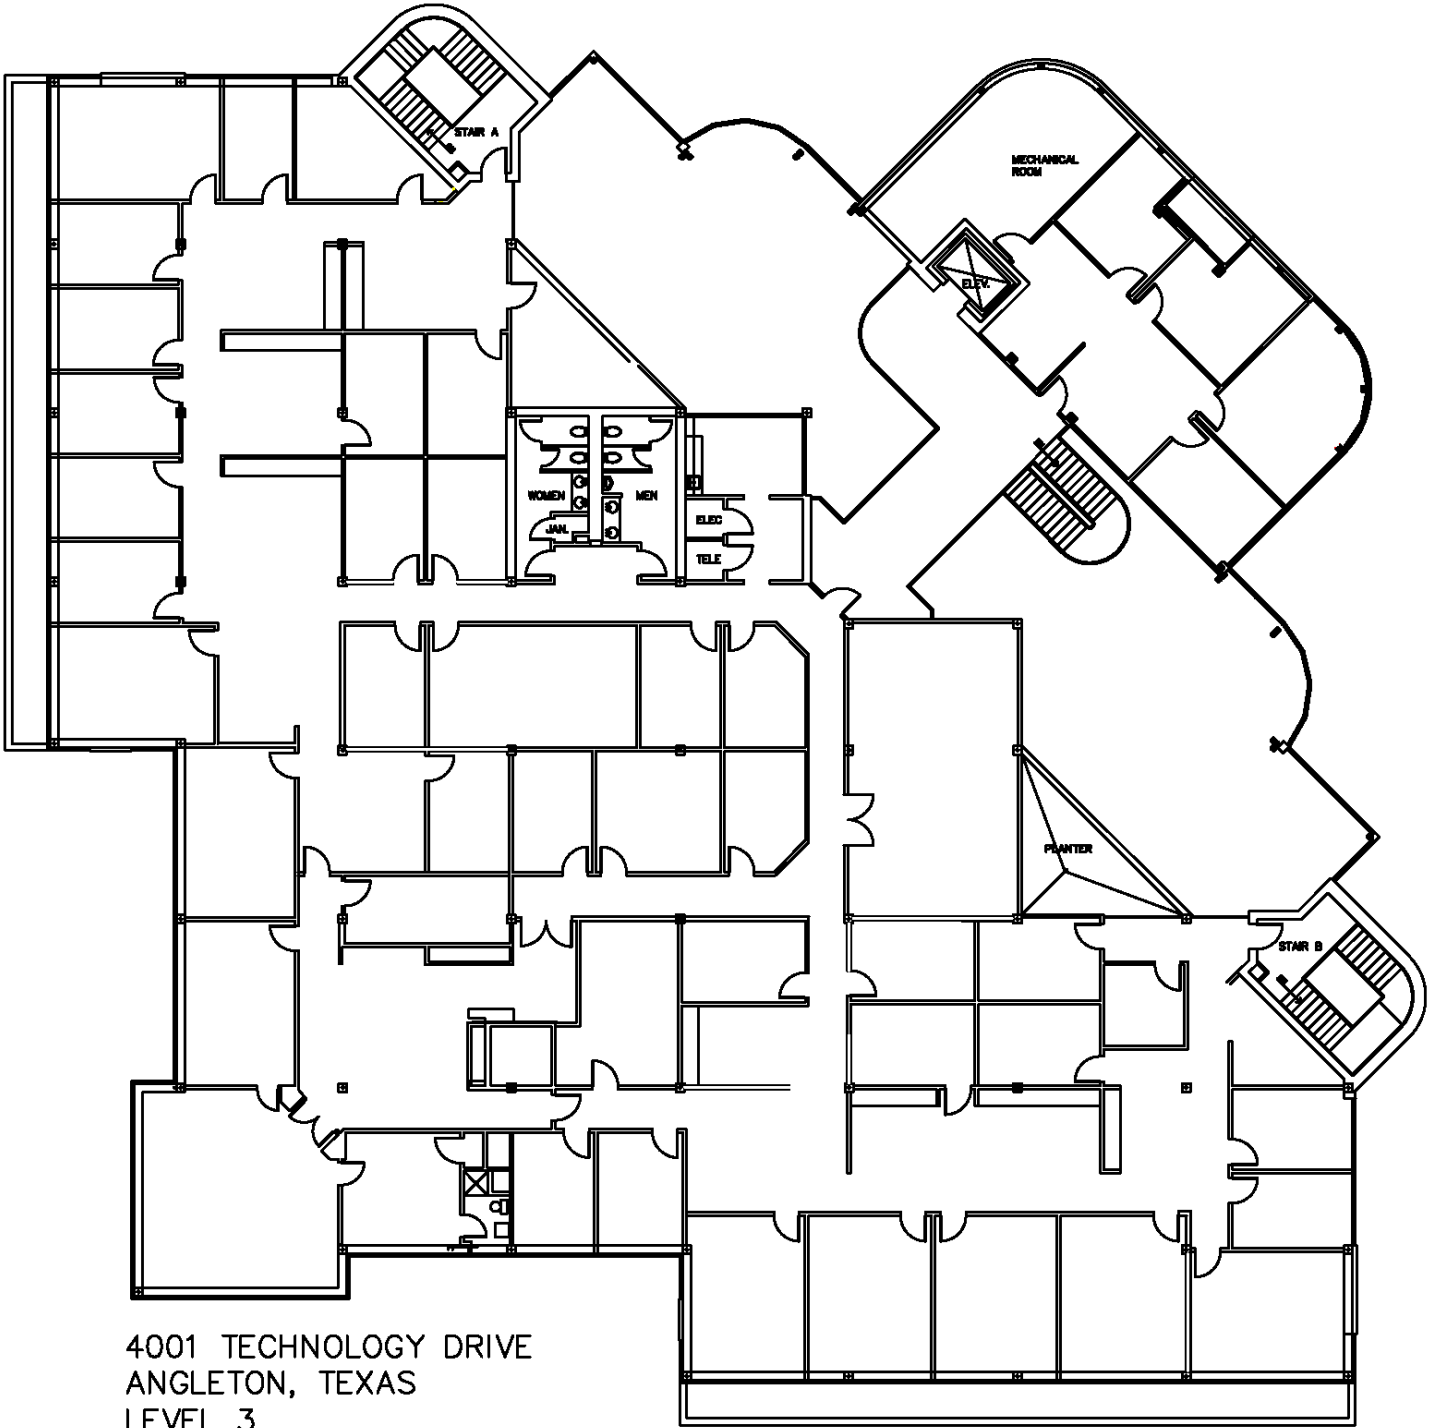 STAIR A
MECHANICAL
ROOM
ELEV.
WOMEN
MEN
JAN.
ELEC
TELE
PLANTER
STAIR B
4001 TECHNOLOGY DRIVE
ANGLETON, TEXAS
LEVEL 3